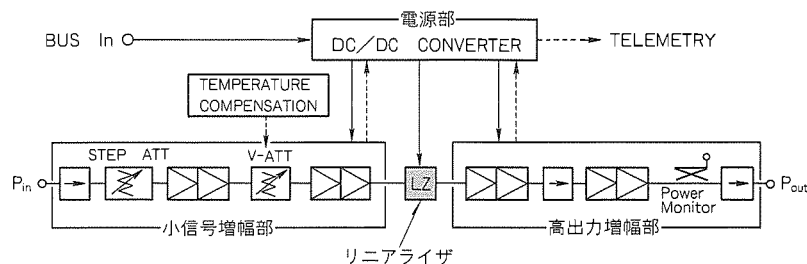 電源部
BUS In
DC/DC CONVERTER
TELEMETRY
TEMPERATURE
COMPENSATION
STEP ATT
V-ATT
Pin
LZ
Power
Monitor
Pout
小信号増幅部
高出力増幅部
リニアライザ